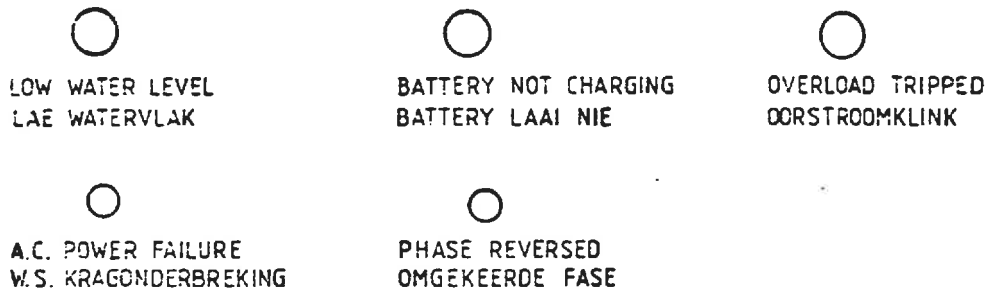 LOW WATER LEVEL
LAE WATERVLAK
BATTERY NOT CHARGING
BATTERY LAAI NIE
OVERLOAD TRIPPED
OORSTROOMKLINK
A.C. POWER FAILURE
W.S. KRAGONDERBREKING
PHASE REVERSED
OMGEKEERDE FASE